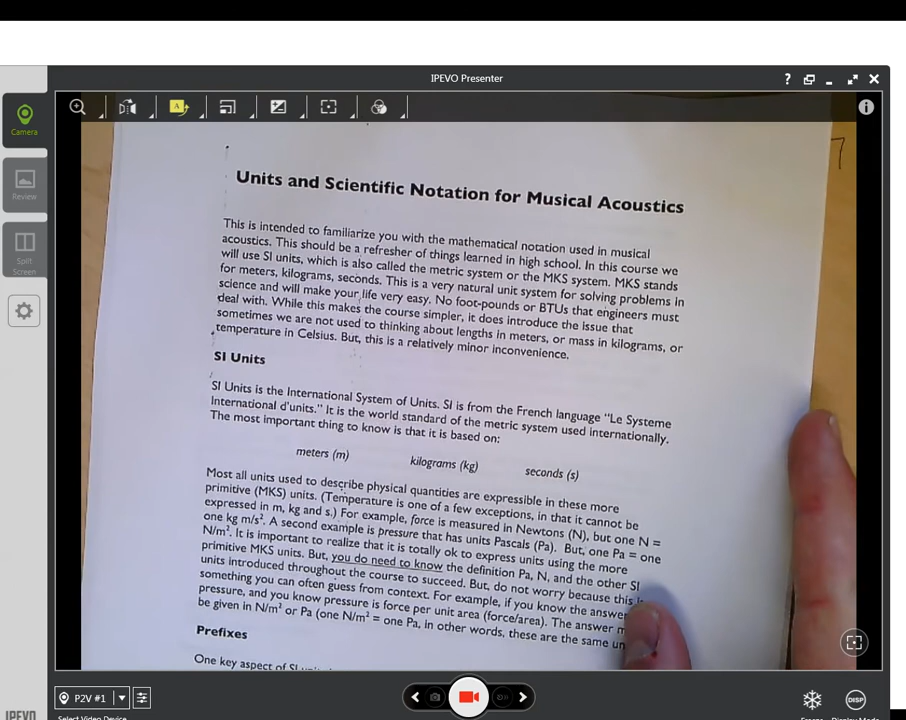 IPEVO Presenter
?
Camera
Review
Split
Screen
A
7
Units and Scientific Notation for Musical Acoustics
This is intended to familiarize you with the mathematical notation used in musical
acoustics. This should be a refresher of things learned in high school. In this course we
will use SI units, which is also called the metric system or the MKS system. MKS stands
for meters, kilograms, seconds. This is a very natural unit system for solving problems in
science and will make your life very easy. No foot-pounds or BTUs that engineers must
deal with. While this makes the course simpler, it does introduce the issue that
sometimes we are not used to thinking about lengths in meters, or mass in kilograms, or
temperature in Celsius. But, this is a relatively minor inconvenience.
SI Units
SI Units is the International System of Units. SI is from the French language "Le Systeme
International d'units." It is the world standard of the metric system used internationally.
The most important thing to know is that it is based on:
meters (m) kilograms (kg) seconds (s)
Most all units used to describe physical quantities are expressible in these more
primitive (MKS) units. (Temperature is one of a few exceptions, in that it cannot be
expressed in m, kg and s.) For example, force is measured in Newtons (N), but one N =
one kg m/s². A second example is pressure that has units Pascals (Pa). But, one Pa = one
N/m². It is important to realize that it is totally ok to express units using the more
primitive MKS units. But, you do need to know the definition Pa, N, and the other SI
units introduced throughout the course to succeed. But, do not worry because this
something you can often guess from context. For example, if you know the answer
pressure, and you know pressure is force per unit area (force/area). The answer
be given in N/m² or Pa (one N/m² = one Pa, in other words, these are the same
Prefixes
One key aspect of SI
P2V #1
Select Video Device
IPEVO
DISP
Freeze Display Mode